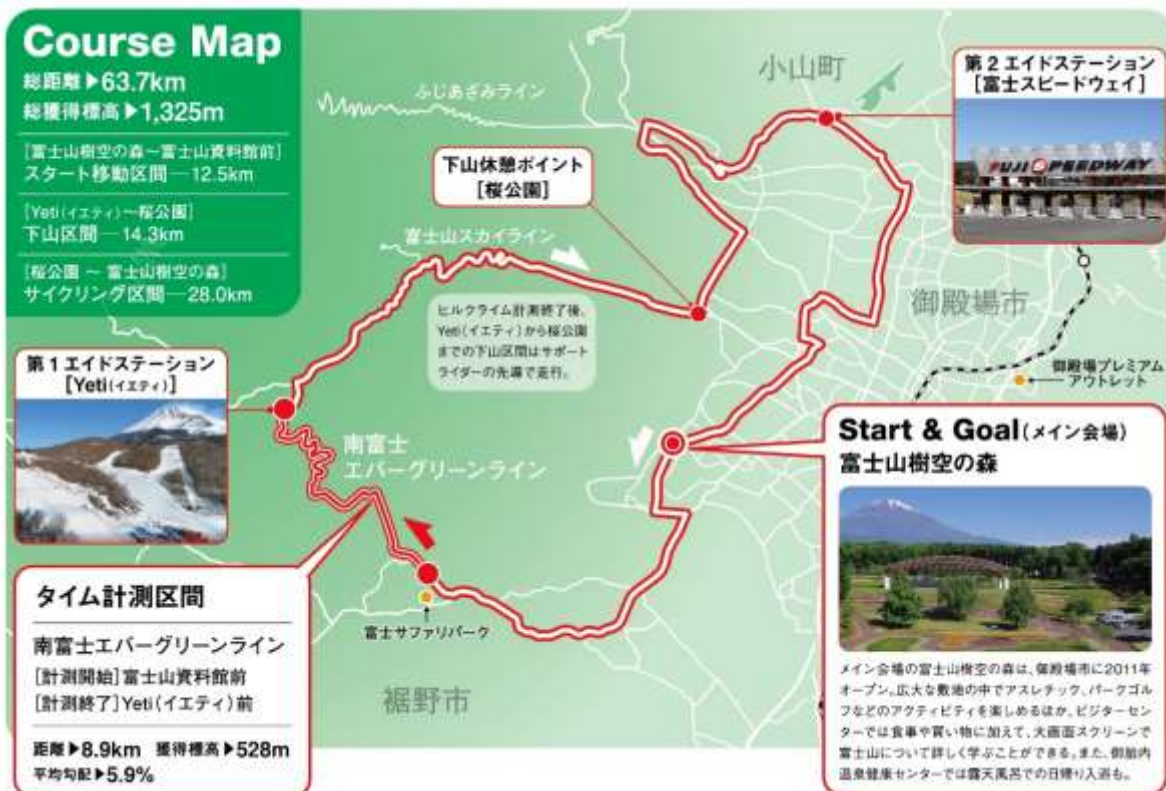 Course Map
総距離▶63.7km
総獲得標高▶1,325m
[富士山樹空の森〜富士山資料館前]
スタート移動区間―12.5km
[Yeti(イエティ)〜桜公園]
下山区間―14.3km
[桜公園 〜 富士山樹空の森]
サイクリング区間―28.0km
ふじあざみライン
小山町
第2エイドステーション
[富士スピードウェイ]
FUJI SPEEDWAY
下山休憩ポイント
[桜公園]
富士山スカイライン
ヒルクライム計測終了後、
Yeti(イエティ)から桜公園
までの下山区間はサポート
ライダーの先導で走行。
御殿場市
御殿場プレミアム
アウトレット
第1エイドステーション
[Yeti(イエティ)]
南富士
エバーグリーンライン
富士サファリパーク
裾野市
タイム計測区間
南富士エバーグリーンライン
[計測開始]富士山資料館前
[計測終了]Yeti(イエティ)前
距離▶8.9km 獲得標高▶528m
平均勾配▶5.9%
Start & Goal(メイン会場)
富士山樹空の森
メイン会場の富士山樹空の森は、御殿場市に2011年
オープン。広大な敷地の中でアスレチック、パークゴル
フなどのアクティビティを楽しめるほか、ビジターセン
ターでは食事や買い物に加えて、大画面スクリーンで
富士山について詳しく学ぶことができる。また、御胎内
温泉健康センターでは露天風呂での日帰り入浴も。